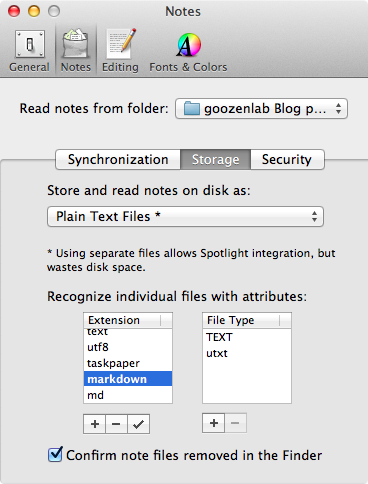 Notes
General
Notes
Editing
Fonts & Colors
Read notes from folder:
goozenlab Blog p...
Synchronization
Storage
Security
Store and read notes on disk as:
Plain Text Files *
* Using separate files allows Spotlight integration, but
wastes disk space.
Recognize individual files with attributes:
Extension
text
utf8
taskpaper
markdown
md
File Type
TEXT
utxt
Confirm note files removed in the Finder